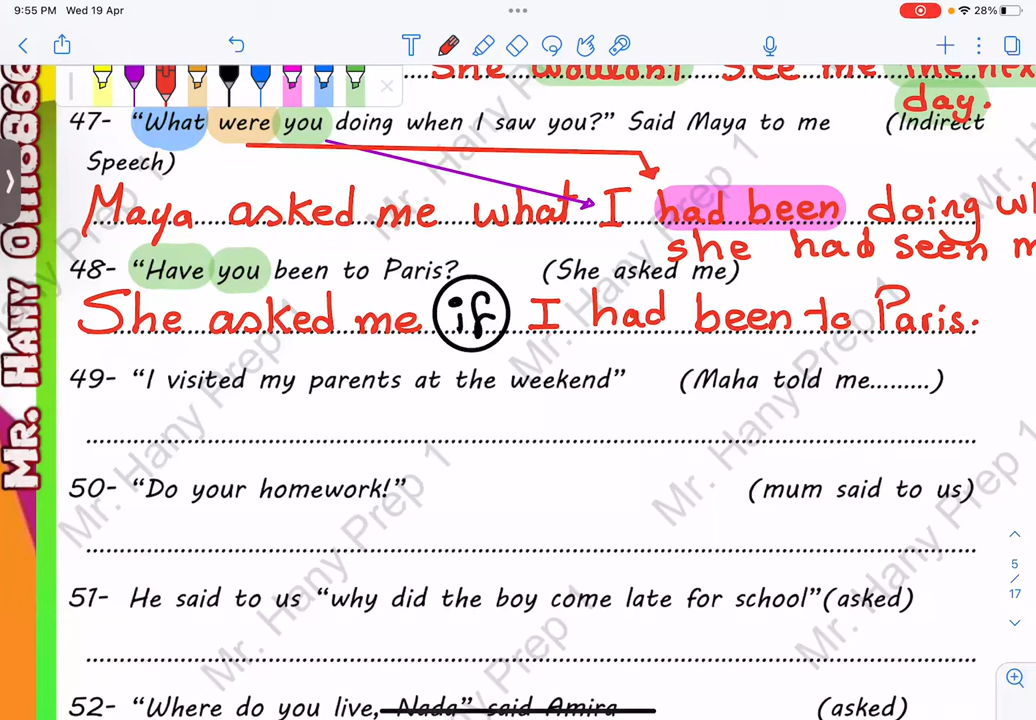 9:55 PM Wed 19 Apr
28%
She wouldn't see me the next
day.
47- “What were you doing when I saw you?” Said Maya to me (Indirect
Speech)
Maya asked me what I had been doing
she had seen
48- “Have you been to Paris? (She asked me)
She asked me if I had been to Paris.
49- “I visited my parents at the weekend” (Maha told me.........)
50- “Do your homework!” (mum said to us)
51- He said to us “why did the boy come late for school”(asked)
52- “Where do you live, Nada” said Amira (asked)
5
/
17
Mr. Hany Prep 1
Mr. Hany